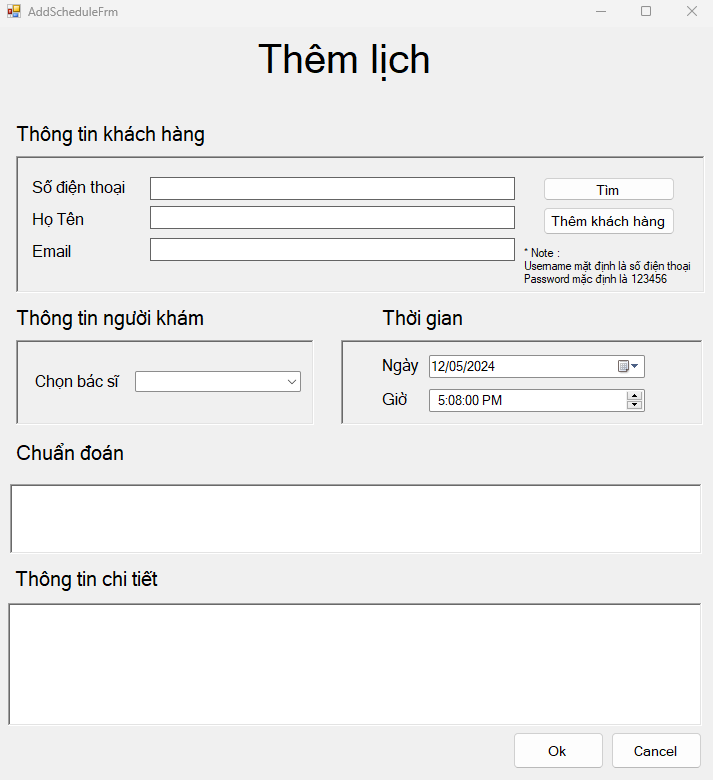 AddScheduleFrm
Thêm lịch
Thông tin khách hàng
Số điện thoại
Tìm
Họ Tên
Thêm khách hàng
Email
* Note :
Username mặt định là số điện thoại
Password mặc định là 123456
Thông tin người khám
Thời gian
Chọn bác sĩ
Ngày 12/05/2024
Giờ 5:08:00 PM
Chuẩn đoán
Thông tin chi tiết
Ok
Cancel